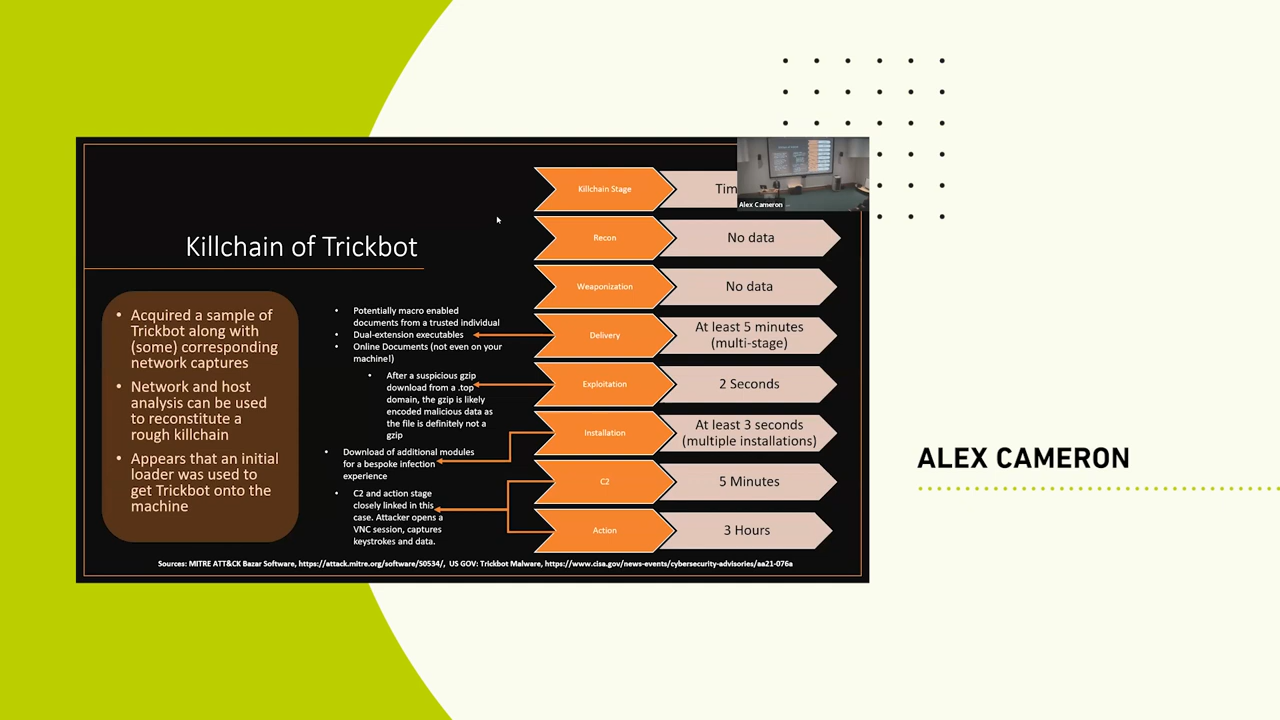 Killchain of Trickbot
• Acquired a sample of
Trickbot along with
(some) corresponding
network captures
• Network and host
analysis can be used
to reconstitute a
rough killchain
• Appears that an initial
loader was used to
get Trickbot onto the
machine
• Potentially macro enabled
documents from a trusted individual
• Dual-extension executables
• Online Documents (not even on your
machine!)
• After a suspicious gzip
download from a .top
domain, the gzip is likely
encoded malicious data as
the file is definitely not a
gzip
• Download of additional modules
for a bespoke infection
experience
• C2 and action stage
closely linked in this
case. Attacker opens a
VNC session, captures
keystrokes and data.
Killchain Stage
Tim
Recon
No data
Weaponization
No data
Delivery
At least 5 minutes
(multi-stage)
Exploitation
2 Seconds
Installation
At least 3 seconds
(multiple installations)
C2
5 Minutes
Action
3 Hours
Sources: MITRE ATT&CK Bazar Software, https://attack.mitre.org/software/S0534/, US GOV: Trickbot Malware, https://www.cisa.gov/news-events/cybersecurity-advisories/aa21-076a
Alex Cameron
ALEX CAMERON